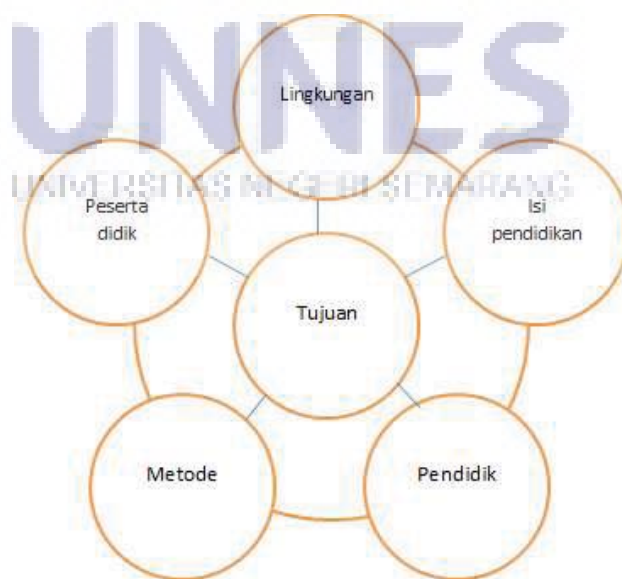 UNNES
Lingkungan
UNIVERSITAS NEGERI SEMARANG
Peserta
didik
Isi
pendidikan
Tujuan
Metode
Pendidik